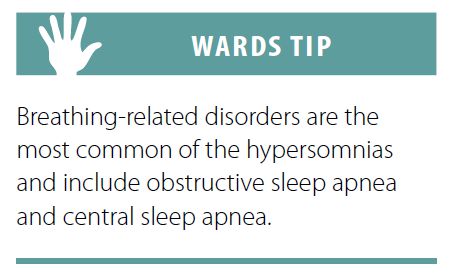 WARDS TIP
Breathing-related disorders are the
most common of the hypersomnias
and include obstructive sleep apnea
and central sleep apnea.